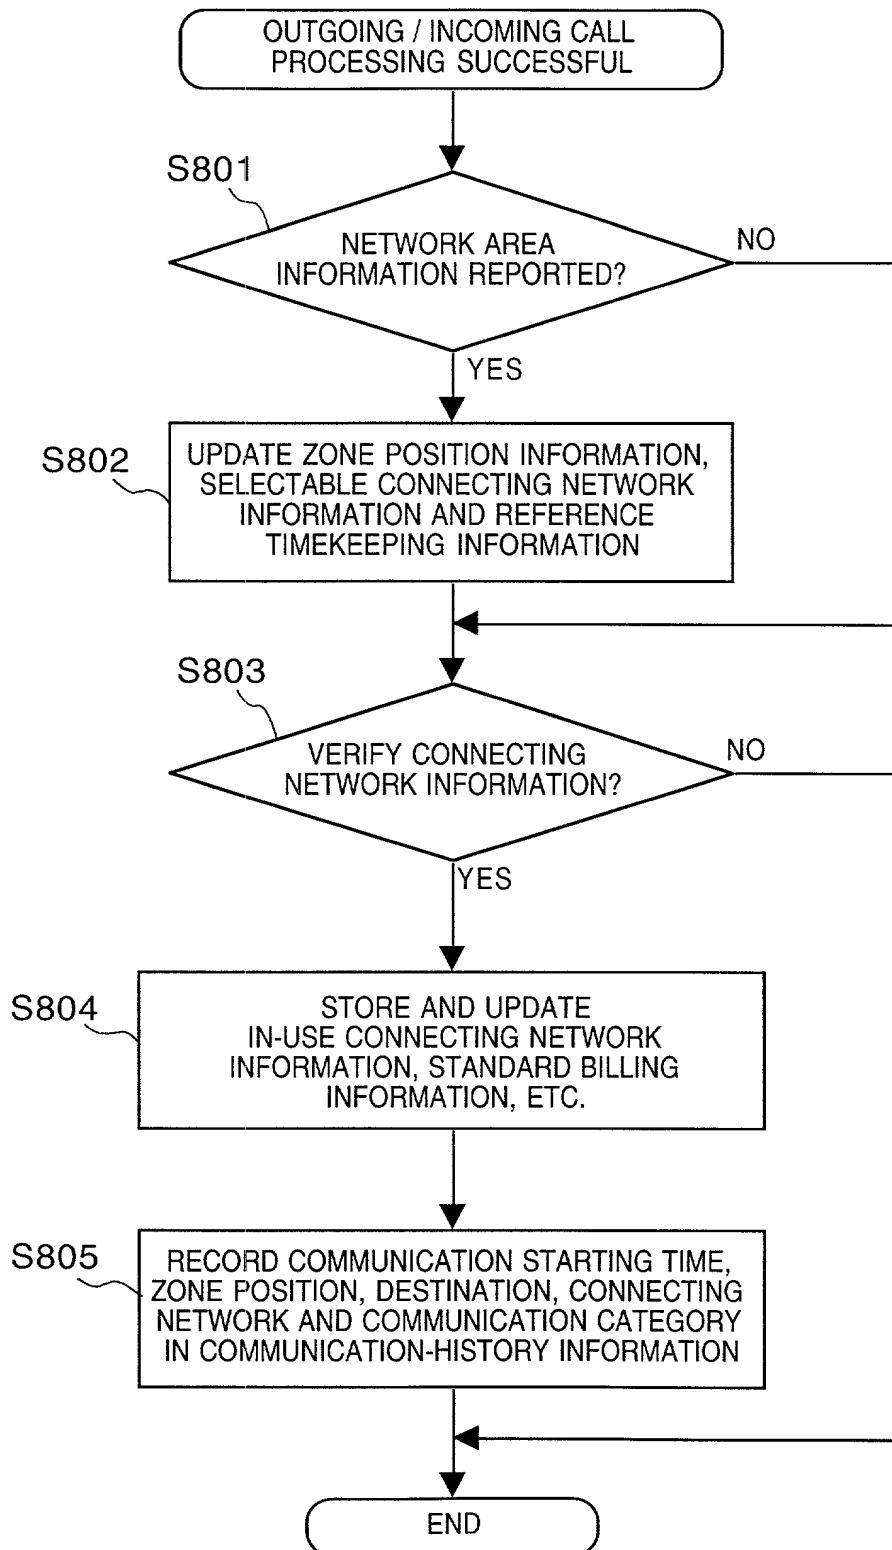 OUTGOING / INCOMING CALL
PROCESSING SUCCESSFUL
S801
NETWORK AREA
INFORMATION REPORTED?
NO
YES
S802
UPDATE ZONE POSITION INFORMATION,
SELECTABLE CONNECTING NETWORK
INFORMATION AND REFERENCE
TIMEKEEPING INFORMATION
S803
VERIFY CONNECTING
NETWORK INFORMATION?
NO
YES
S804
STORE AND UPDATE
IN-USE CONNECTING NETWORK
INFORMATION, STANDARD BILLING
INFORMATION, ETC.
S805
RECORD COMMUNICATION STARTING TIME,
ZONE POSITION, DESTINATION, CONNECTING
NETWORK AND COMMUNICATION CATEGORY
IN COMMUNICATION-HISTORY INFORMATION
END